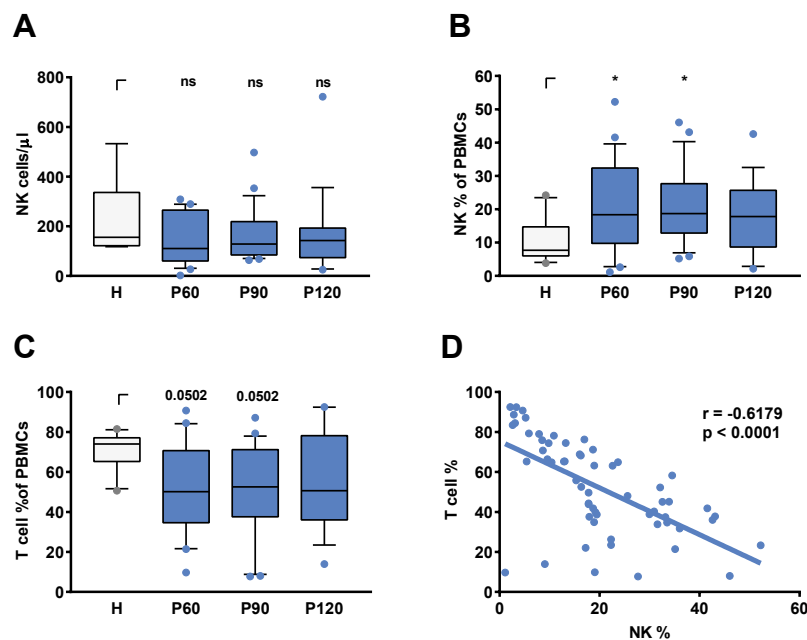 A
NK cells/µl
800
600
400
200
0
ns
ns
ns
H
P60
P90
P120
B
NK % of PBMCs
60
50
40
30
20
10
0
*
*
H
P60
P90
P120
C
T cell %of PBMCs
100
80
60
40
20
0
0.0502
0.0502
H
P60
P90
P120
D
T cell %
100
80
60
40
20
0
r = -0.6179
p < 0.0001
0
20
40
60
NK %